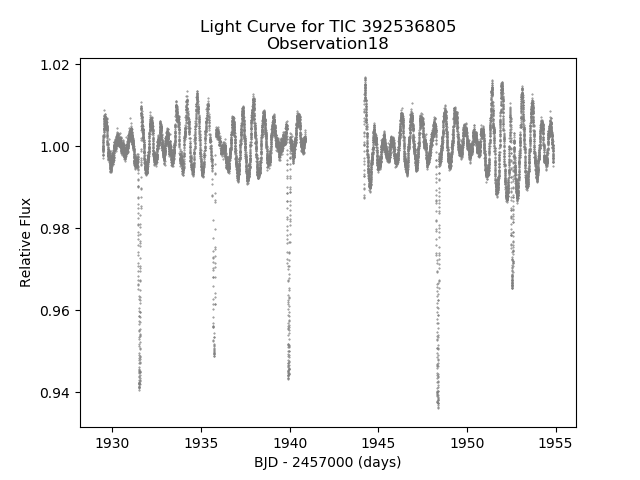 Light Curve for TIC 392536805
Observation18
1.02
1.00
0.98
0.96
0.94
Relative Flux
1930
1935
1940
1945
1950
1955
BJD - 2457000 (days)